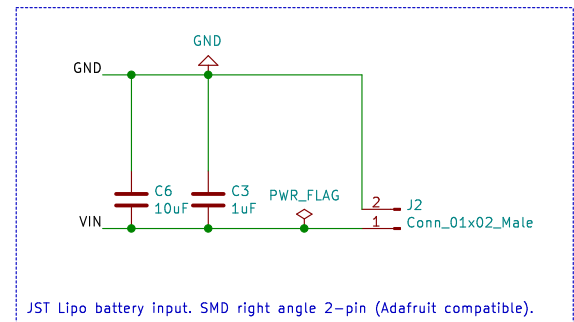 GND
GND
C6
10uF
C3
1uF
PWR_FLAG
2
J2
1
Conn_01x02_Male
VIN
JST Lipo battery input. SMD right angle 2-pin (Adafruit compatible).